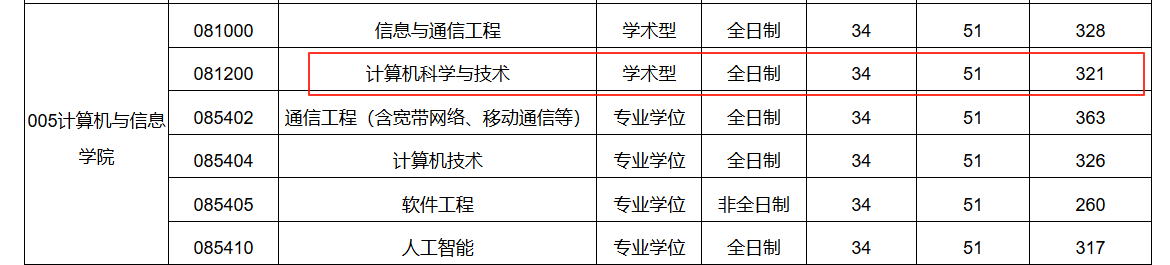 005计算机与信息
学院
081000 信息与通信工程 学术型 全日制 34 51 328
081200 计算机科学与技术 学术型 全日制 34 51 321
085402 通信工程（含宽带网络、移动通信等） 专业学位 全日制 34 51 363
085404 计算机技术 专业学位 全日制 34 51 326
085405 软件工程 专业学位 非全日制 34 51 260
085410 人工智能 专业学位 全日制 34 51 317